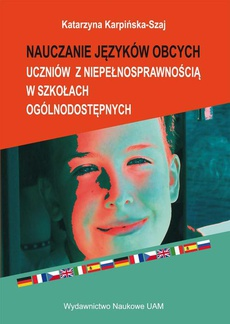 Katarzyna Karpińska-Szaj
NAUCZANIE JĘZYKÓW OBCYCH
UCZNIÓW Z NIEPEŁNOSPRAWNOŚCIĄ
W SZKOŁACH
OGÓLNODOSTĘPNYCH
Wydawnictwo Naukowe UAM